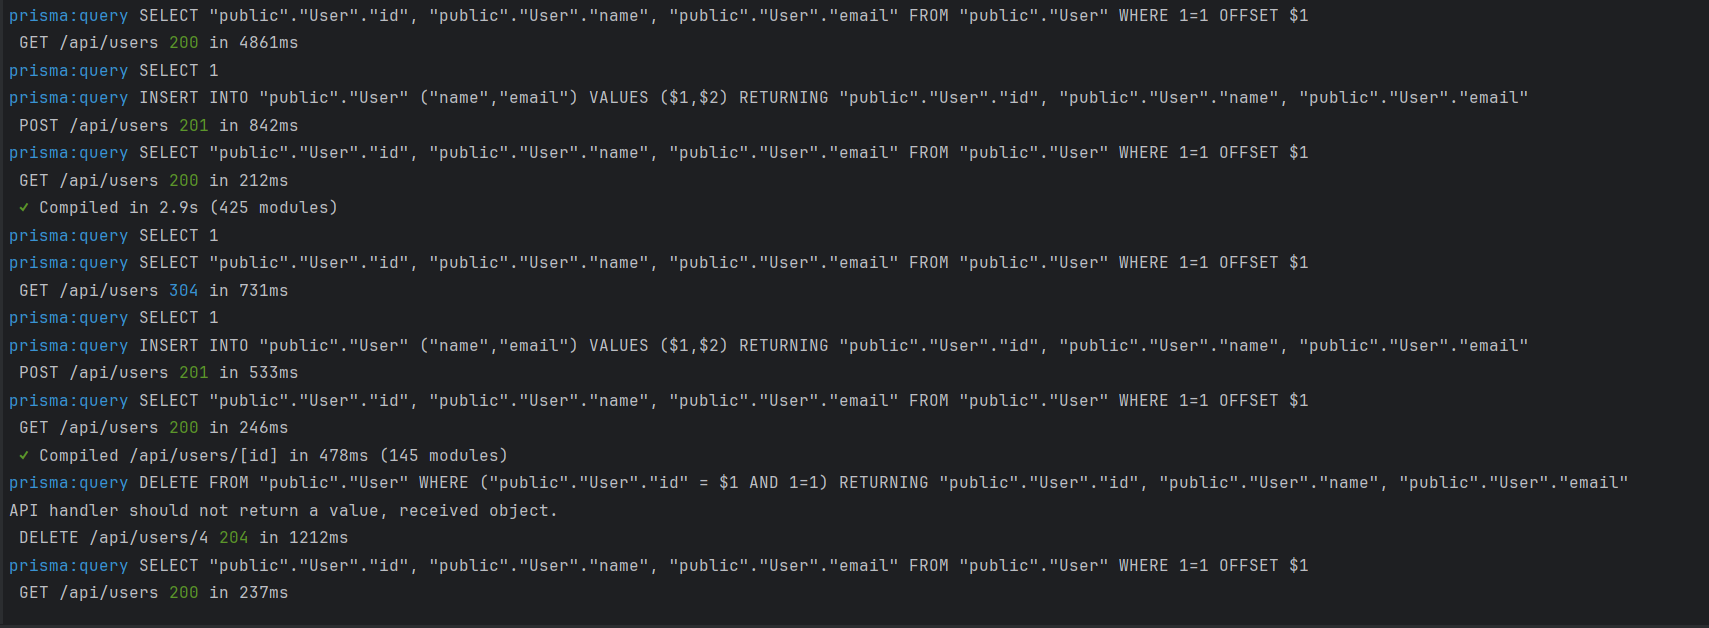 prisma:query SELECT "public"."User"."id", "public"."User"."name", "public"."User"."email" FROM "public"."User" WHERE 1=1 OFFSET $1
GET /api/users 200 in 4861ms
prisma:query SELECT 1
prisma:query INSERT INTO "public"."User" ("name","email") VALUES ($1,$2) RETURNING "public"."User"."id", "public"."User"."name", "public"."User"."email"
POST /api/users 201 in 842ms
prisma:query SELECT "public"."User"."id", "public"."User"."name", "public"."User"."email" FROM "public"."User" WHERE 1=1 OFFSET $1
GET /api/users 200 in 212ms
✓ Compiled in 2.9s (425 modules)
prisma:query SELECT 1
prisma:query SELECT "public"."User"."id", "public"."User"."name", "public"."User"."email" FROM "public"."User" WHERE 1=1 OFFSET $1
GET /api/users 304 in 731ms
prisma:query SELECT 1
prisma:query INSERT INTO "public"."User" ("name","email") VALUES ($1,$2) RETURNING "public"."User"."id", "public"."User"."name", "public"."User"."email"
POST /api/users 201 in 533ms
prisma:query SELECT "public"."User"."id", "public"."User"."name", "public"."User"."email" FROM "public"."User" WHERE 1=1 OFFSET $1
GET /api/users 200 in 246ms
✓ Compiled /api/users/[id] in 478ms (145 modules)
prisma:query DELETE FROM "public"."User" WHERE ("public"."User"."id" = $1 AND 1=1) RETURNING "public"."User"."id", "public"."User"."name", "public"."User"."email"
API handler should not return a value, received object.
DELETE /api/users/4 204 in 1212ms
prisma:query SELECT "public"."User"."id", "public"."User"."name", "public"."User"."email" FROM "public"."User" WHERE 1=1 OFFSET $1
GET /api/users 200 in 237ms